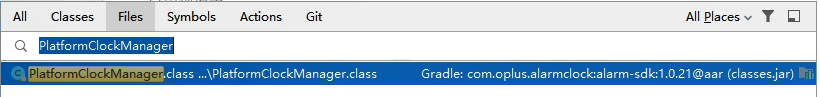 All Classes Files Symbols Actions Git All Places
PlatformClockManager
PlatformClockManager.class ...\PlatformClockManager.class Gradle: com.oplus.alarmclock:alarm-sdk:1.0.21@aar (classes.jar)